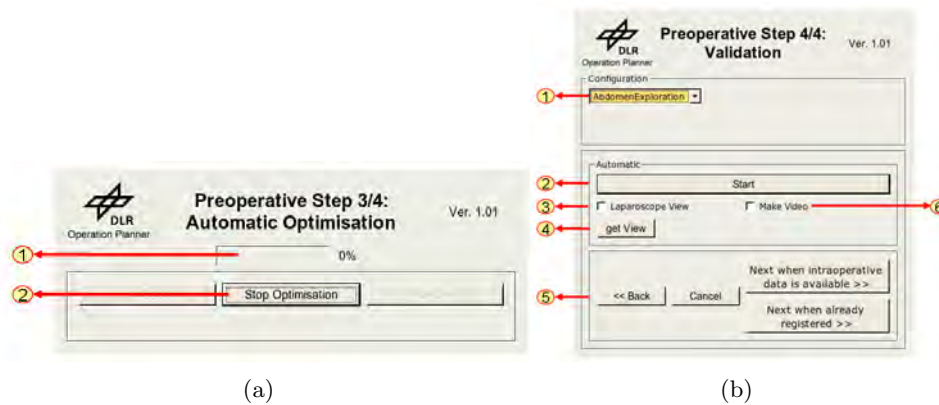 DLR
Operation Planner
Preoperative Step 3/4:
Automatic Optimisation
Ver. 1.01
1
0%
2
Stop Optimisation
(a)
DLR
Operation Planner
Preoperative Step 4/4:
Validation
Ver. 1.01
Configuration
1
AbdomenExploration
Automatic
2
Start
3
Laparoscope View
Make Video
6
4
get View
5
<< Back
Cancel
Next when intraoperative
data is available >>
Next when already
registered >>
(b)